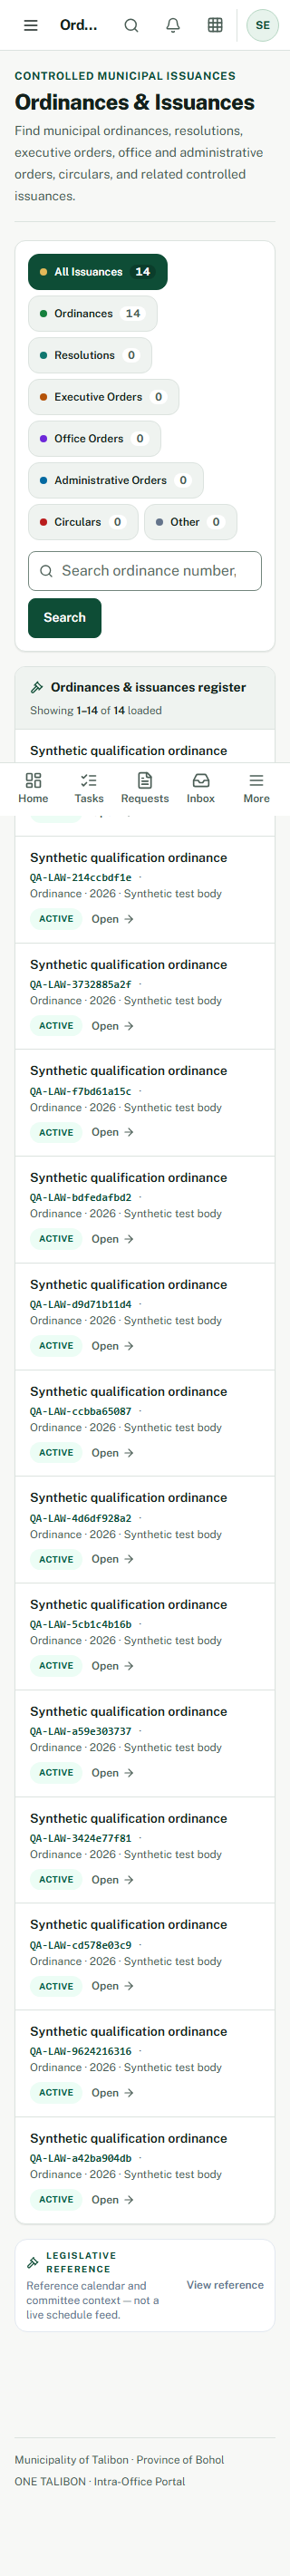 Ord...
SE
CONTROLLED MUNICIPAL ISSUANCES
Ordinances & Issuances
Find municipal ordinances, resolutions,
executive orders, office and administrative
orders, circulars, and related controlled
issuances.
All Issuances 14
Ordinances 14
Resolutions 0
Executive Orders 0
Office Orders 0
Administrative Orders 0
Circulars 0 Other 0
Search ordinance number,
Search
Ordinances & issuances register
Showing 1–14 of 14 loaded
Synthetic qualification ordinance
Home Tasks Requests Inbox More
Synthetic qualification ordinance
QA-LAW-214ccbdf1e ·
Ordinance · 2026 · Synthetic test body
ACTIVE Open →
Synthetic qualification ordinance
QA-LAW-3732885a2f ·
Ordinance · 2026 · Synthetic test body
ACTIVE Open →
Synthetic qualification ordinance
QA-LAW-f7bd61a15c ·
Ordinance · 2026 · Synthetic test body
ACTIVE Open →
Synthetic qualification ordinance
QA-LAW-bdfedafbd2 ·
Ordinance · 2026 · Synthetic test body
ACTIVE Open →
Synthetic qualification ordinance
QA-LAW-d9d71b11d4 ·
Ordinance · 2026 · Synthetic test body
ACTIVE Open →
Synthetic qualification ordinance
QA-LAW-ccbba65087 ·
Ordinance · 2026 · Synthetic test body
ACTIVE Open →
Synthetic qualification ordinance
QA-LAW-4d6df928a2 ·
Ordinance · 2026 · Synthetic test body
ACTIVE Open →
Synthetic qualification ordinance
QA-LAW-5cb1c4b16b ·
Ordinance · 2026 · Synthetic test body
ACTIVE Open →
Synthetic qualification ordinance
QA-LAW-a59e303737 ·
Ordinance · 2026 · Synthetic test body
ACTIVE Open →
Synthetic qualification ordinance
QA-LAW-3424e77f81 ·
Ordinance · 2026 · Synthetic test body
ACTIVE Open →
Synthetic qualification ordinance
QA-LAW-cd578e03c9 ·
Ordinance · 2026 · Synthetic test body
ACTIVE Open →
Synthetic qualification ordinance
QA-LAW-9624216316 ·
Ordinance · 2026 · Synthetic test body
ACTIVE Open →
Synthetic qualification ordinance
QA-LAW-a42ba904db ·
Ordinance · 2026 · Synthetic test body
ACTIVE Open →
LEGISLATIVE
REFERENCE
Reference calendar and
committee context — not a
live schedule feed.
View reference
Municipality of Talibon · Province of Bohol
ONE TALIBON · Intra-Office Portal